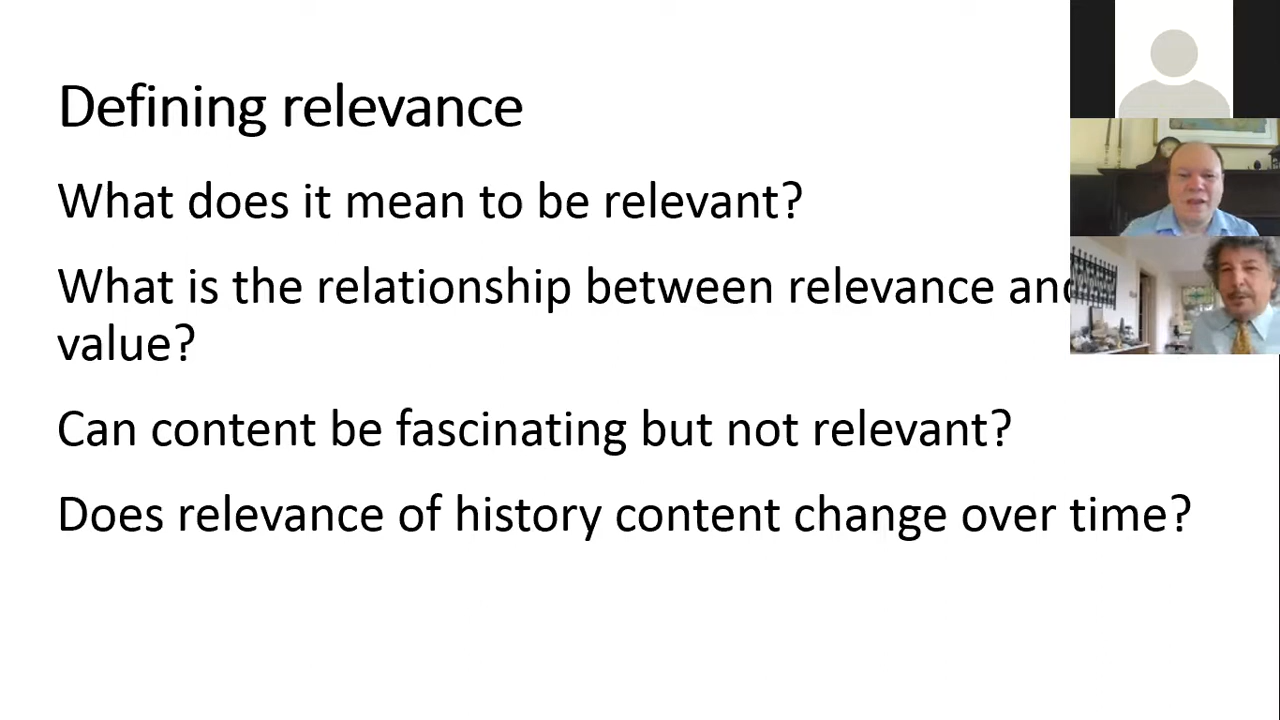 Defining relevance
What does it mean to be relevant?
What is the relationship between relevance and
value?
Can content be fascinating but not relevant?
Does relevance of history content change over time?